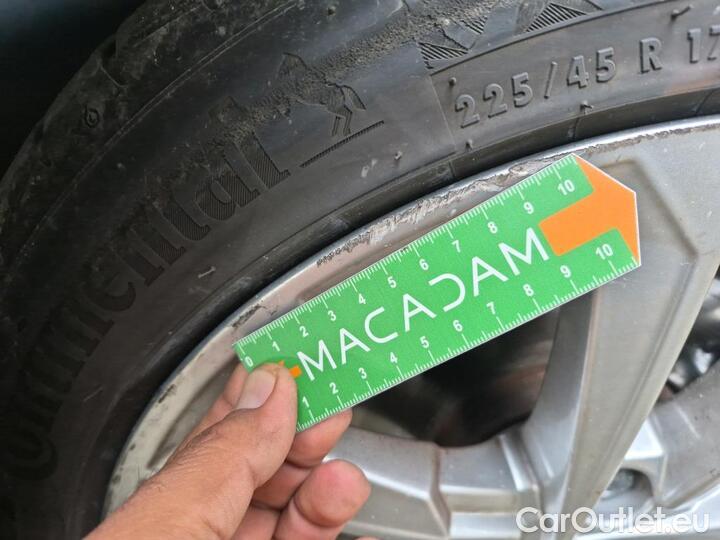 Continental
225/45 R 17
0 1 2 3 4 5 6 7 8 9 10
MACADAM
1 2 3 4 5 6 7 8 9 10
CarOutlet.eu